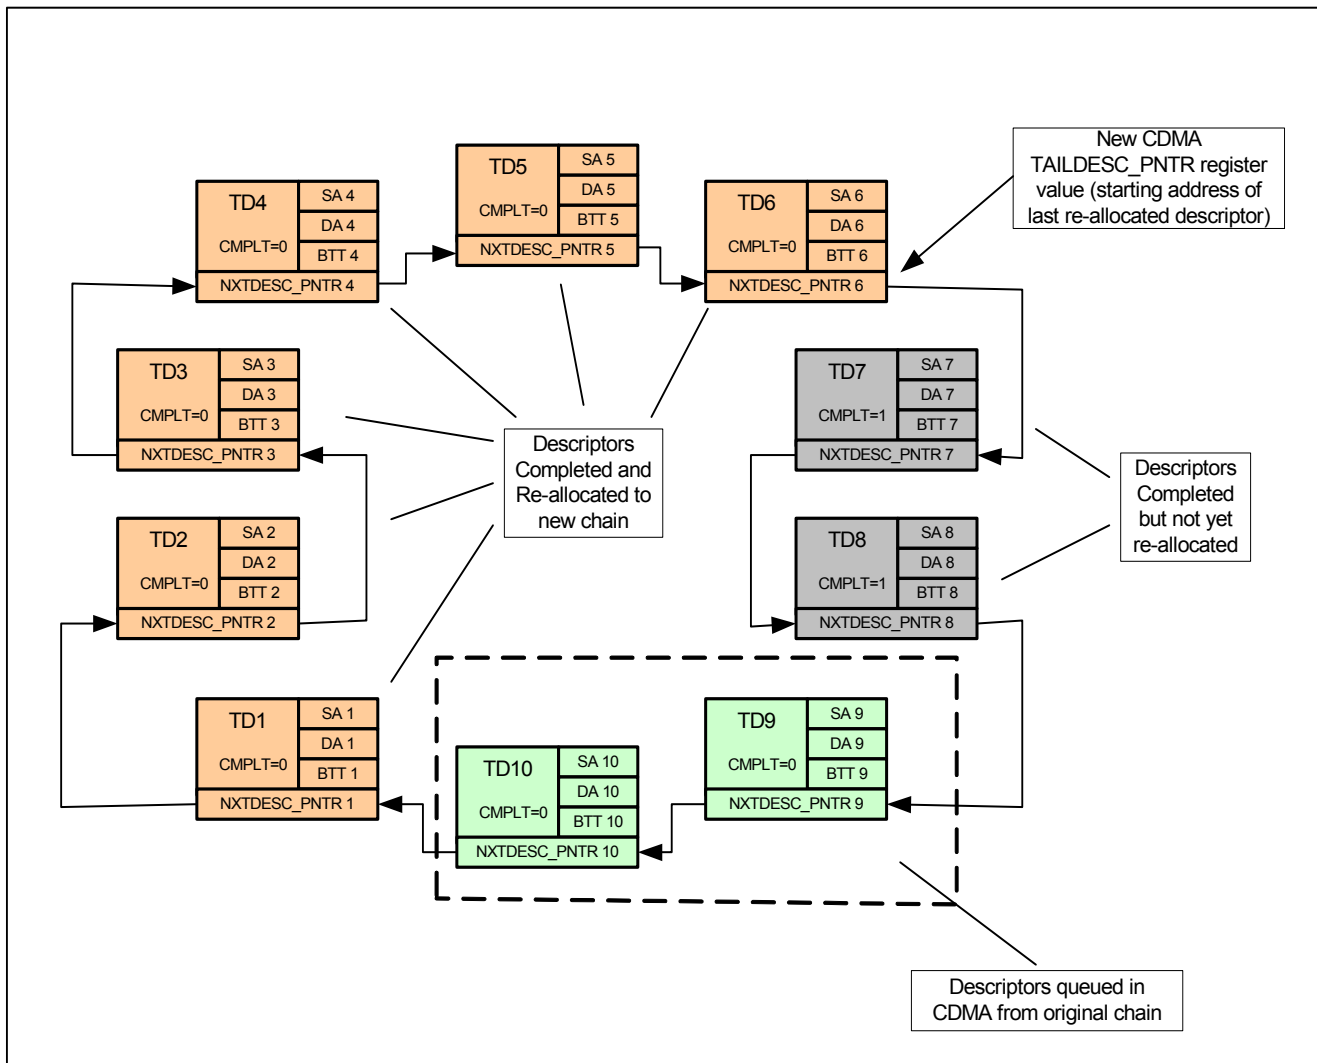 New CDMA
TAILDESC_PNTR register
value (starting address of
last re-allocated descriptor)
TD5
CMPLT=0
SA 5
DA 5
BTT 5
NXTDESC_PNTR 5
TD4
CMPLT=0
SA 4
DA 4
BTT 4
NXTDESC_PNTR 4
TD6
CMPLT=0
SA 6
DA 6
BTT 6
NXTDESC_PNTR 6
TD3
CMPLT=0
SA 3
DA 3
BTT 3
NXTDESC_PNTR 3
TD7
CMPLT=1
SA 7
DA 7
BTT 7
NXTDESC_PNTR 7
Descriptors
Completed and
Re-allocated to
new chain
Descriptors
Completed
but not yet
re-allocated
TD2
CMPLT=0
SA 2
DA 2
BTT 2
NXTDESC_PNTR 2
TD8
CMPLT=1
SA 8
DA 8
BTT 8
NXTDESC_PNTR 8
TD1
CMPLT=0
SA 1
DA 1
BTT 1
NXTDESC_PNTR 1
TD9
CMPLT=0
SA 9
DA 9
BTT 9
NXTDESC_PNTR 9
TD10
CMPLT=0
SA 10
DA 10
BTT 10
NXTDESC_PNTR 10
Descriptors queued in
CDMA from original chain